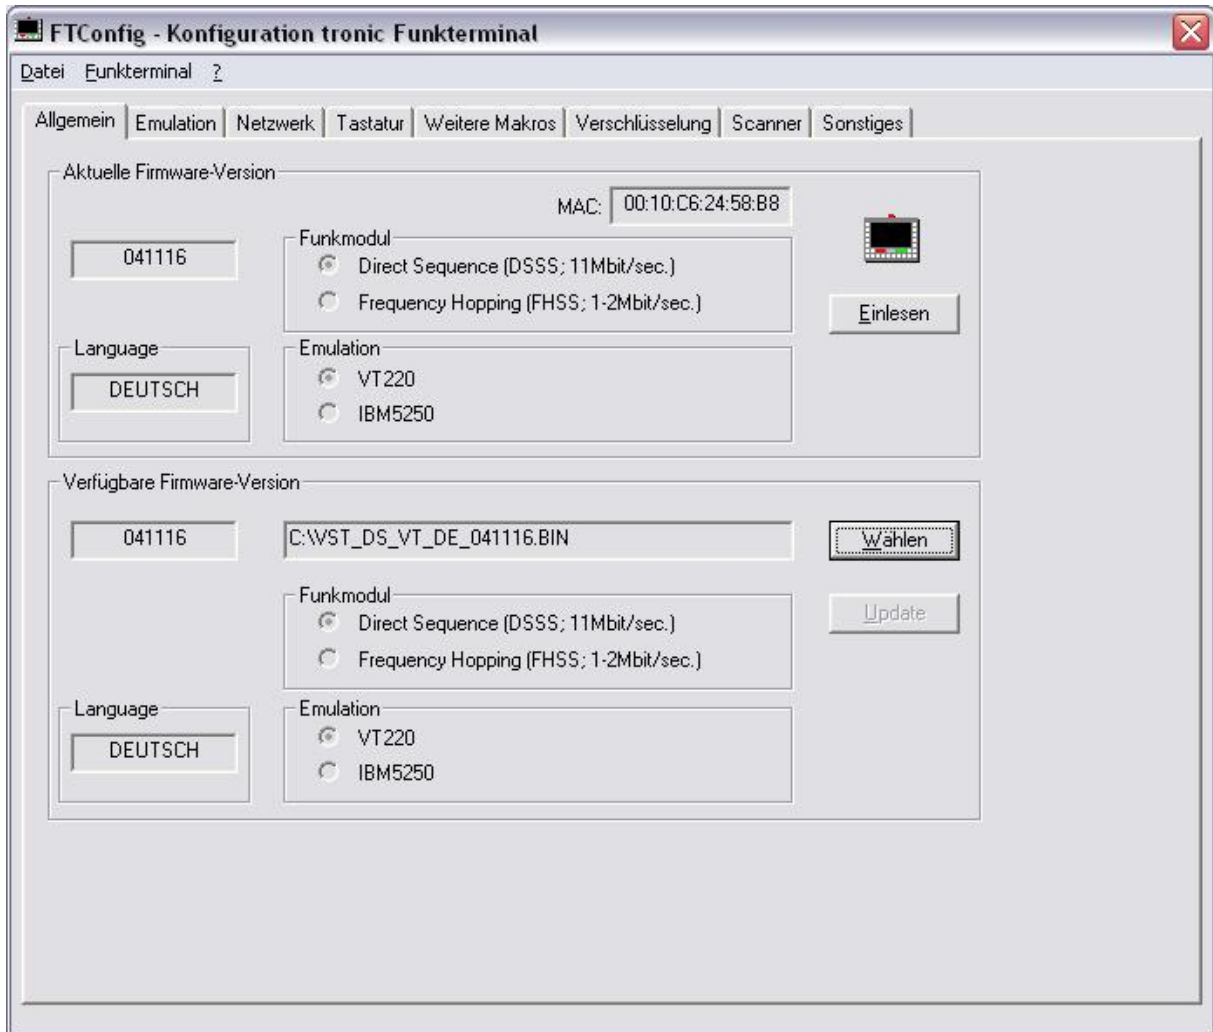 FTConfig - Konfiguration tronic Funkterminal
Datei Funkterminal ?
Allgemein Emulation Netzwerk Tastatur Weitere Makros Verschlüsselung Scanner Sonstiges
Aktuelle Firmware-Version
MAC: 00:10:C6:24:58:B8
041116
Funkmodul
Direct Sequence (DSSS; 11Mbit/sec.)
Frequency Hopping (FHSS; 1-2Mbit/sec.)
Einlesen
Language
DEUTSCH
Emulation
VT220
IBM5250
Verfügbare Firmware-Version
041116
C:\VST_DS_VT_DE_041116.BIN
Wählen
Funkmodul
Direct Sequence (DSSS; 11Mbit/sec.)
Frequency Hopping (FHSS; 1-2Mbit/sec.)
Update
Language
DEUTSCH
Emulation
VT220
IBM5250